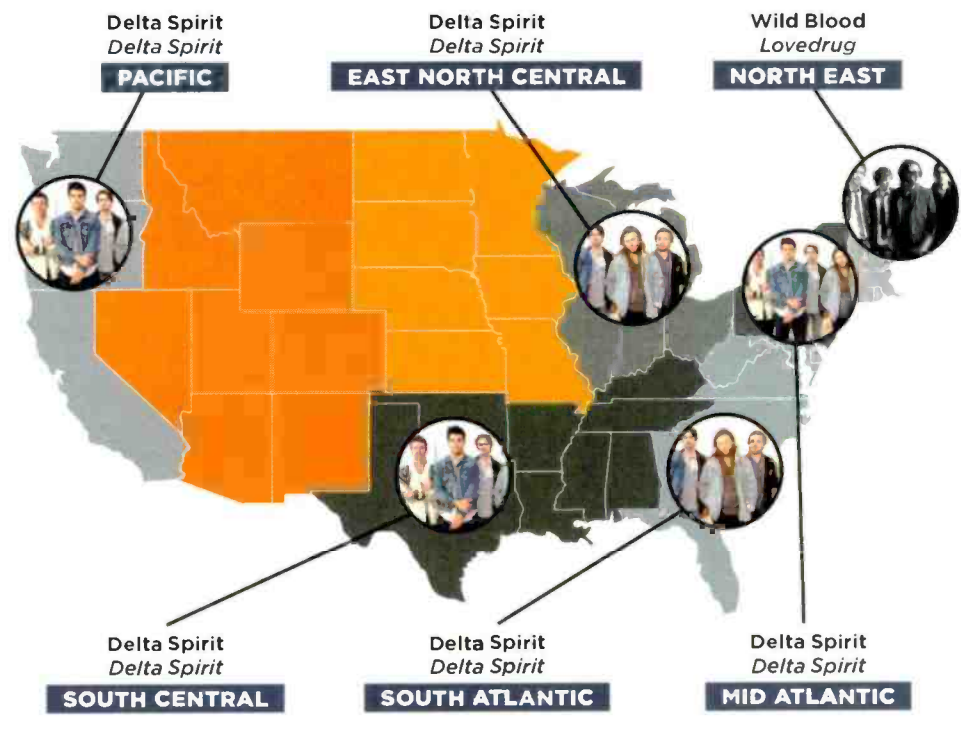 Delta Spirit
Delta Spirit
PACIFIC
Delta Spirit
Delta Spirit
EAST NORTH CENTRAL
Wild Blood
Lovedrug
NORTH EAST
Delta Spirit
Delta Spirit
SOUTH CENTRAL
Delta Spirit
Delta Spirit
SOUTH ATLANTIC
Delta Spirit
Delta Spirit
MID ATLANTIC